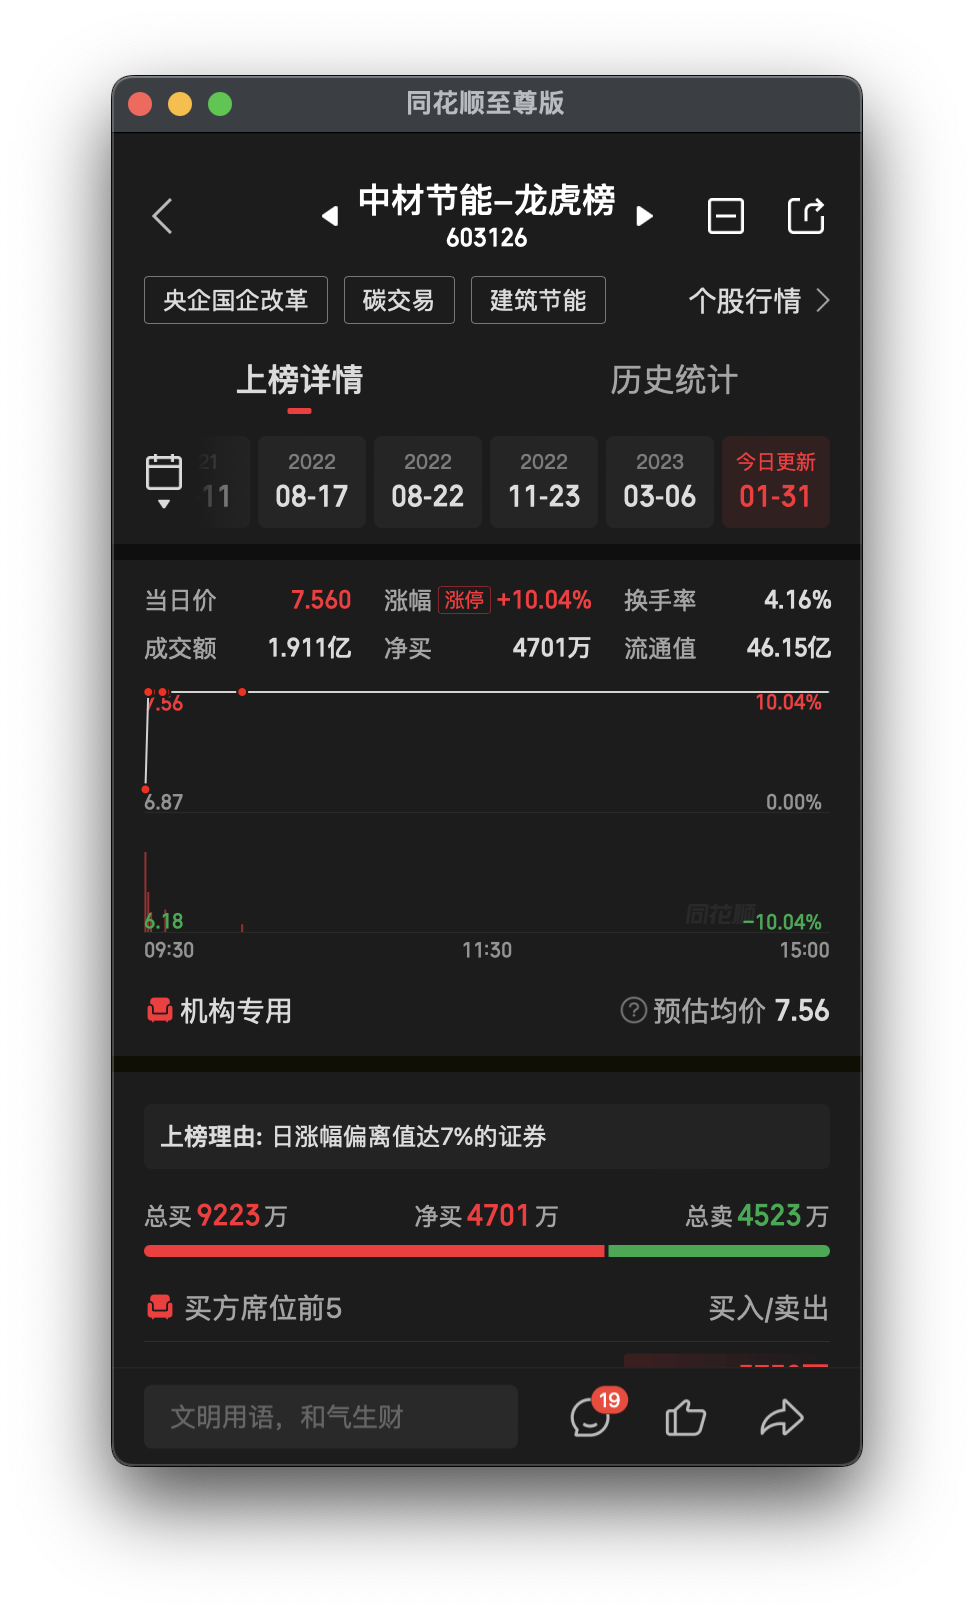 同花顺至尊版
中材节能–龙虎榜
603126
央企国企改革 碳交易 建筑节能 个股行情
上榜详情 历史统计
21 2022 2022 2022 2023 今日更新
-11 08-17 08-22 11-23 03-06 01-31
当日价 7.560 涨幅 涨停 +10.04% 换手率 4.16%
成交额 1.911亿 净买 4701万 流通值 46.15亿
7.56 10.04%
6.87 0.00%
同花顺
6.18 -10.04%
09:30 11:30 15:00
机构专用 ? 预估均价 7.56
上榜理由: 日涨幅偏离值达7%的证券
总买 9223万 净买 4701万 总卖 4523万
买方席位前5 买入/卖出
19
文明用语，和气生财